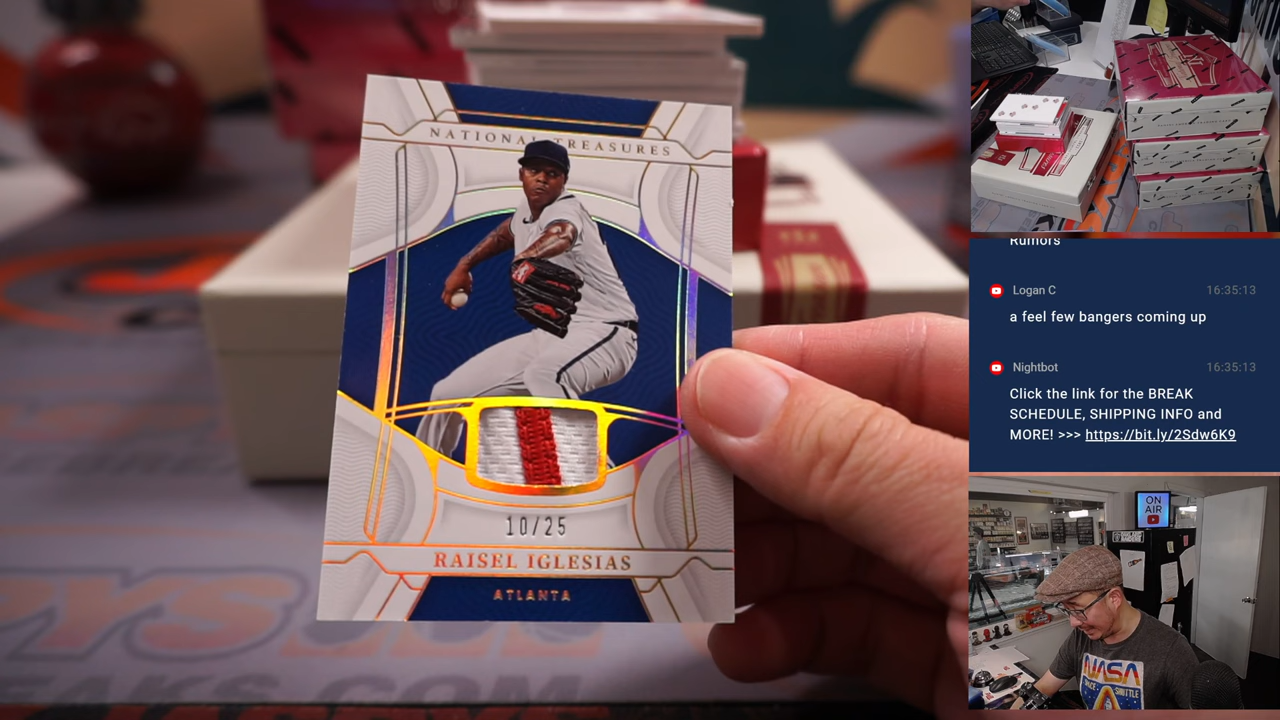 NATIONAL TREASURES
10/25
RAISEL IGLESIAS
ATLANTA
Rumors
Logan C 16:35:13
a feel few bangers coming up
Nightbot 16:35:13
Click the link for the BREAK
SCHEDULE, SHIPPING INFO and
MORE! >>> https://bit.ly/2Sdw6K9
ON
AIR
NASA